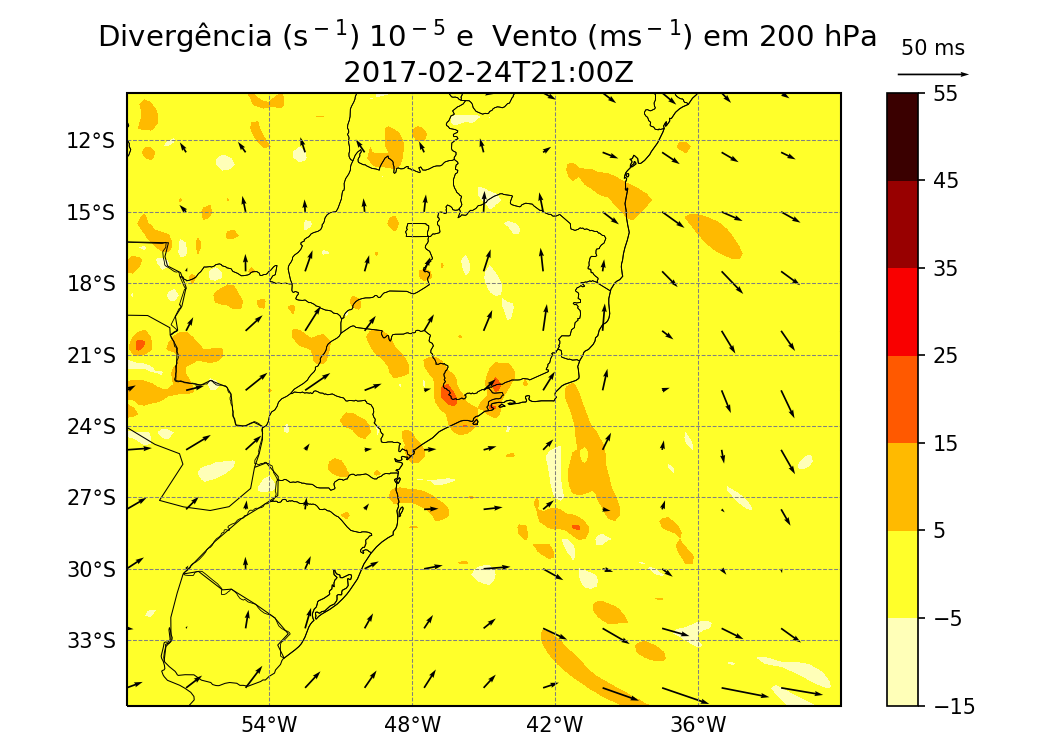 Divergência (s⁻¹) 10⁻⁵ e  Vento (ms⁻¹) em 200 hPa
2017-02-24T21:00Z
50 ms
12°S
15°S
18°S
21°S
24°S
27°S
30°S
33°S
54°W
48°W
42°W
36°W
55
45
35
25
15
5
−5
−15